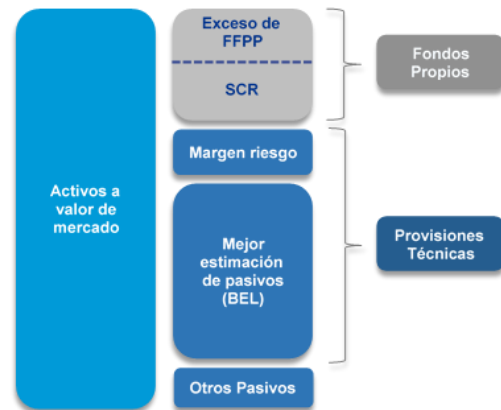 Activos a
valor de
mercado
Exceso de
FFPP
SCR
Margen riesgo
Mejor
estimación
de pasivos
(BEL)
Otros Pasivos
Fondos
Propios
Provisiones
Técnicas